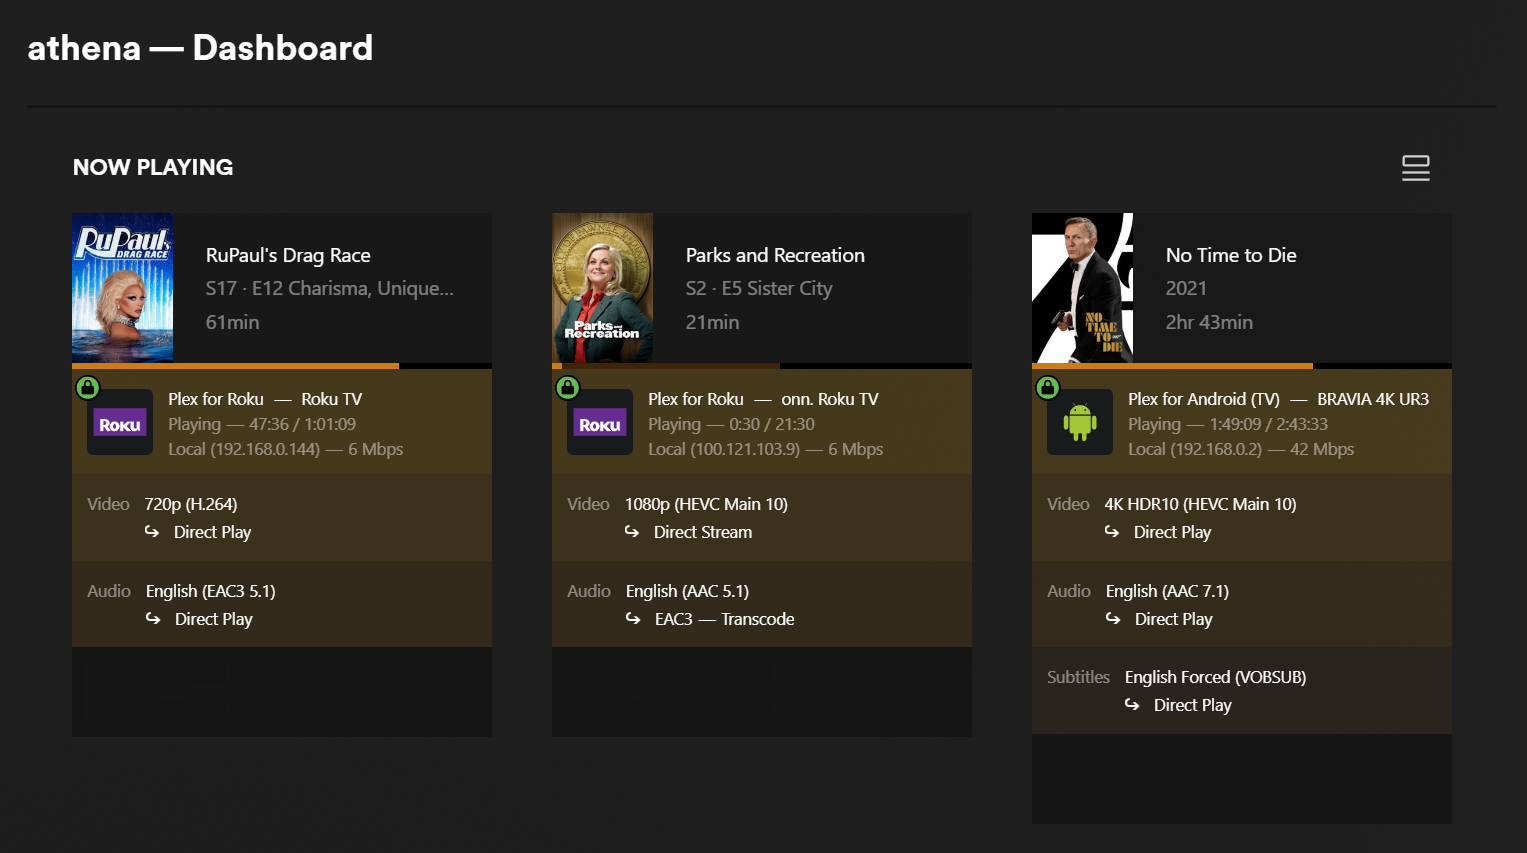 athena — Dashboard
NOW PLAYING
RuPaul's
DRAG RACE
RuPaul's Drag Race
S17 · E12 Charisma, Unique...
61min
Roku
Plex for Roku — Roku TV
Playing — 47:36 / 1:01:09
Local (192.168.0.144) — 6 Mbps
Video 720p (H.264)
↪ Direct Play
Audio English (EAC3 5.1)
↪ Direct Play
Parks and
Recreation
Parks and Recreation
S2 · E5 Sister City
21min
Roku
Plex for Roku — onn. Roku TV
Playing — 0:30 / 21:30
Local (100.121.103.9) — 6 Mbps
Video 1080p (HEVC Main 10)
↪ Direct Stream
Audio English (AAC 5.1)
↪ EAC3 — Transcode
NO
TIME
TO
DIE
No Time to Die
2021
2hr 43min
Plex for Android (TV) — BRAVIA 4K UR3
Playing — 1:49:09 / 2:43:33
Local (192.168.0.2) — 42 Mbps
Video 4K HDR10 (HEVC Main 10)
↪ Direct Play
Audio English (AAC 7.1)
↪ Direct Play
Subtitles English Forced (VOBSUB)
↪ Direct Play